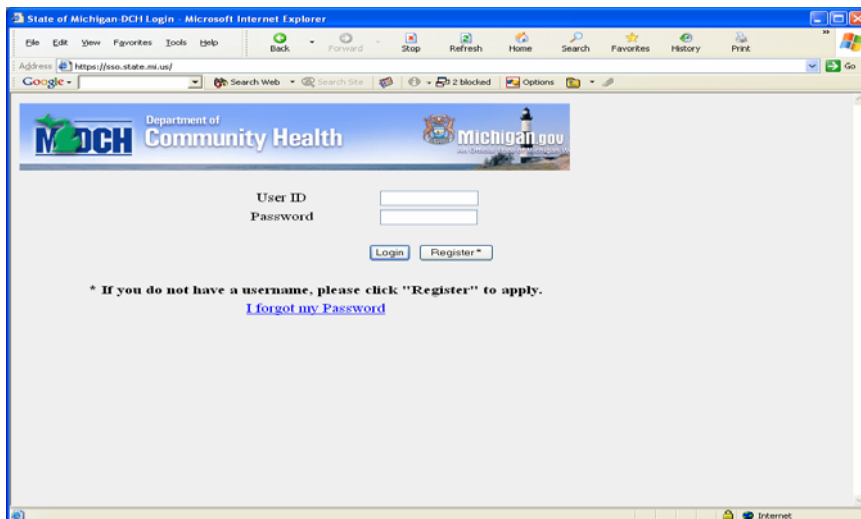 State of Michigan-DCH Login - Microsoft Internet Explorer
File Edit View Favorites Tools Help Back Forward Stop Refresh Home Search Favorites History Print
Address https://sso.state.mi.us/ Go
Google Search Web Search Site 2 blocked Options
MDCH Department of
Community Health Michigan.gov
User ID
Password
Login Register*
* If you do not have a username, please click "Register" to apply.
I forgot my Password
Internet